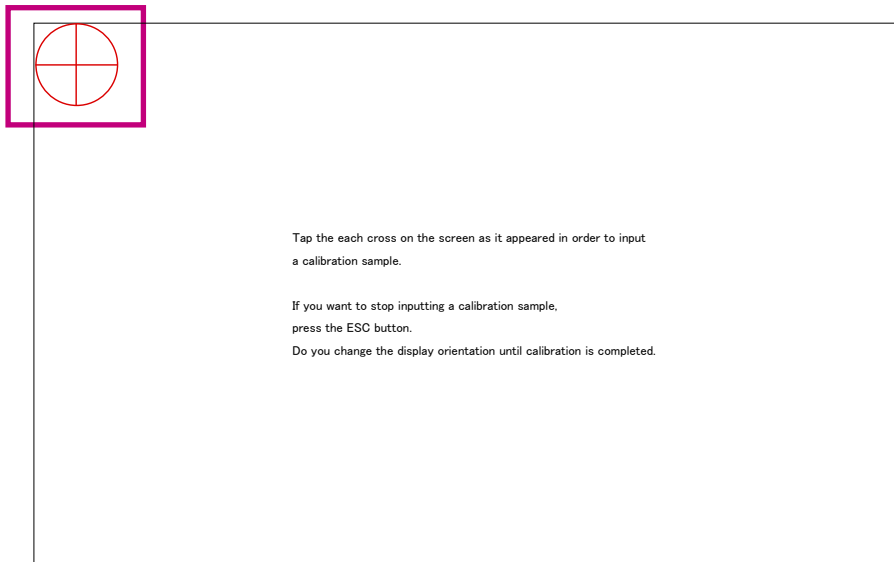 Tap the each cross on the screen as it appeared in order to input
a calibration sample.
If you want to stop inputting a calibration sample,
press the ESC button.
Do you change the display orientation until calibration is completed.